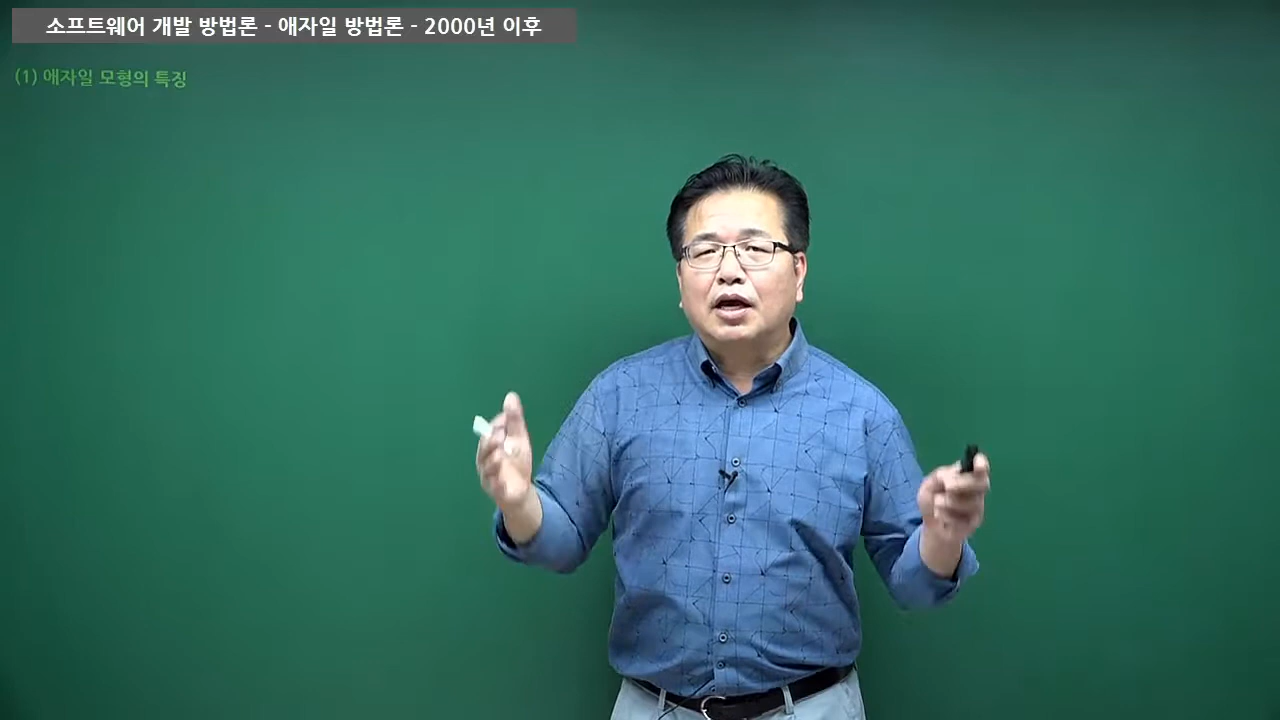 소프트웨어 개발 방법론 - 애자일 방법론 - 2000년 이후
(1) 애자일 모형의 특징